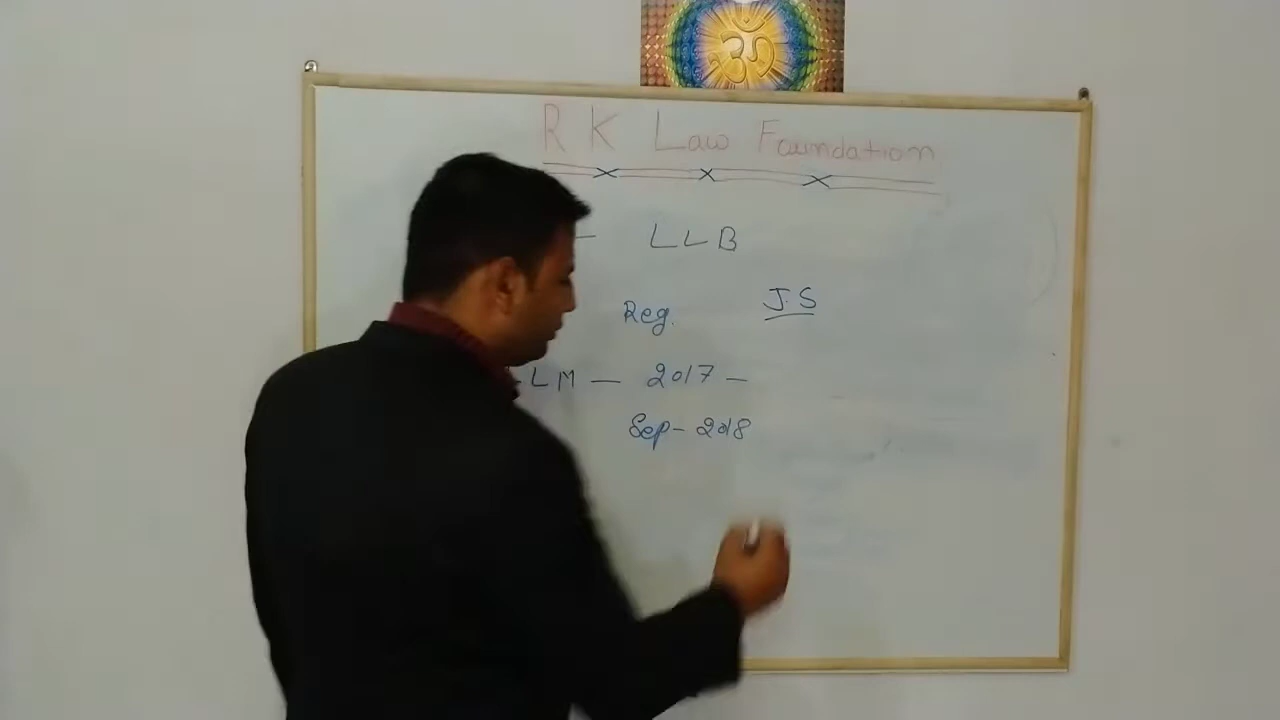 ॐ
R K Law Foundation
— LLB
Reg. J.S
LM — 2017 —
Sep - 2018